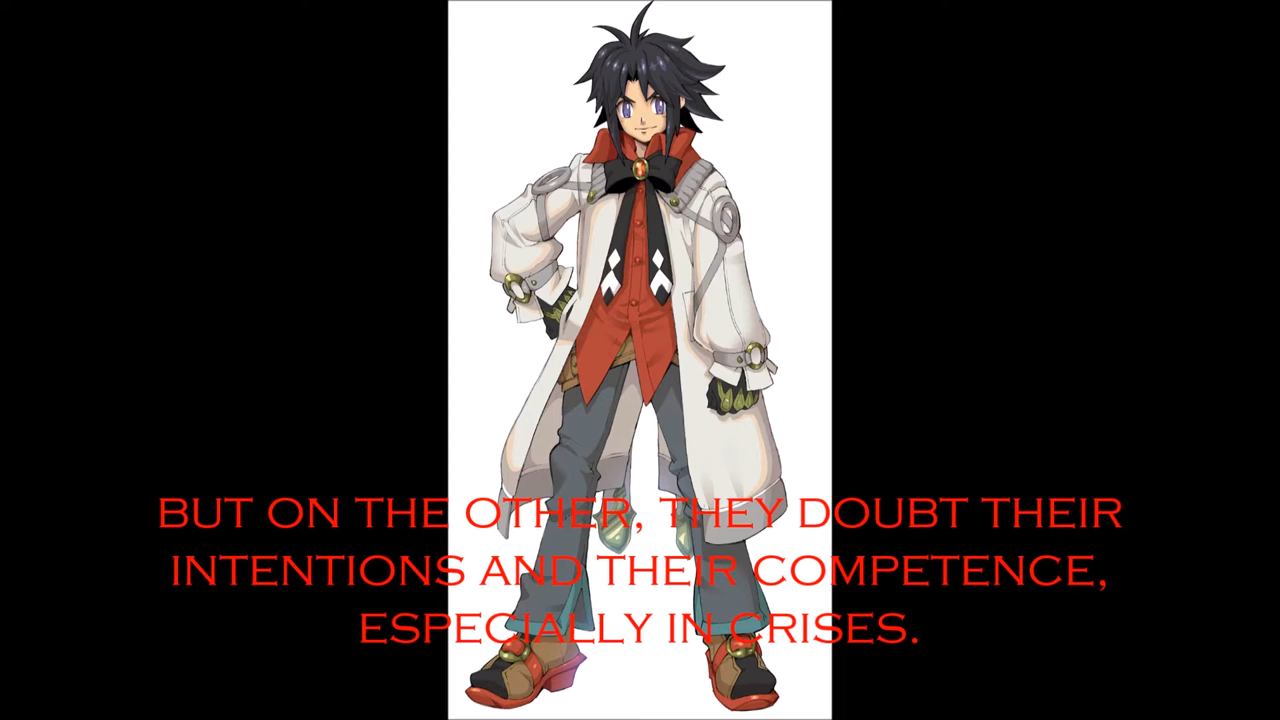 BUT ON THE OTHER, THEY DOUBT THEIR
INTENTIONS AND THEIR COMPETENCE,
ESPECIALLY IN CRISES.